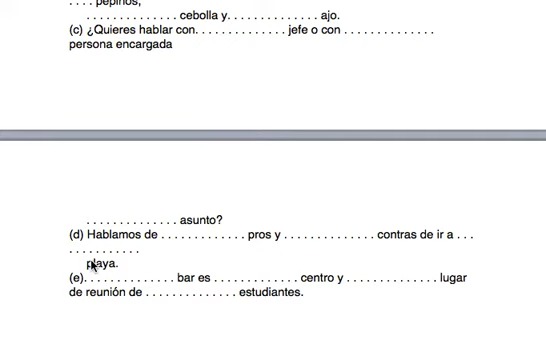 . . . . pepinos,
. . . . . . . . . . . . . . cebolla y. . . . . . . . . . . . . . ajo.
(c) ¿Quieres hablar con. . . . . . . . . . . . . . jefe o con . . . . . . . . . . . . . .
persona encargada
. . . . . . . . . . . . . . asunto?
(d) Hablamos de . . . . . . . . . . . . . pros y . . . . . . . . . . . . . . contras de ir a . . .
. . . . . . . . . . .
playa.
(e). . . . . . . . . . . . . . bar es . . . . . . . . . . . . . centro y . . . . . . . . . . . . . . lugar
de reunión de . . . . . . . . . . . . . . estudiantes.